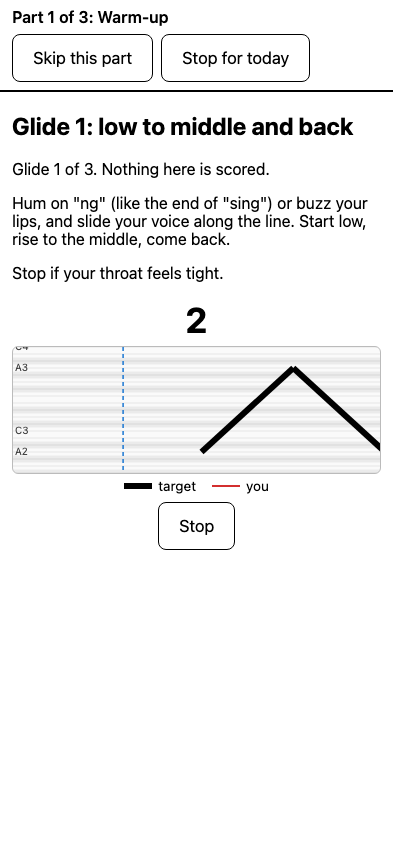 Part 1 of 3: Warm-up
Skip this part
Stop for today
Glide 1: low to middle and back
Glide 1 of 3. Nothing here is scored.
Hum on "ng" (like the end of "sing") or buzz your
lips, and slide your voice along the line. Start low,
rise to the middle, come back.
Stop if your throat feels tight.
2
A3
C3
A2
target
you
Stop